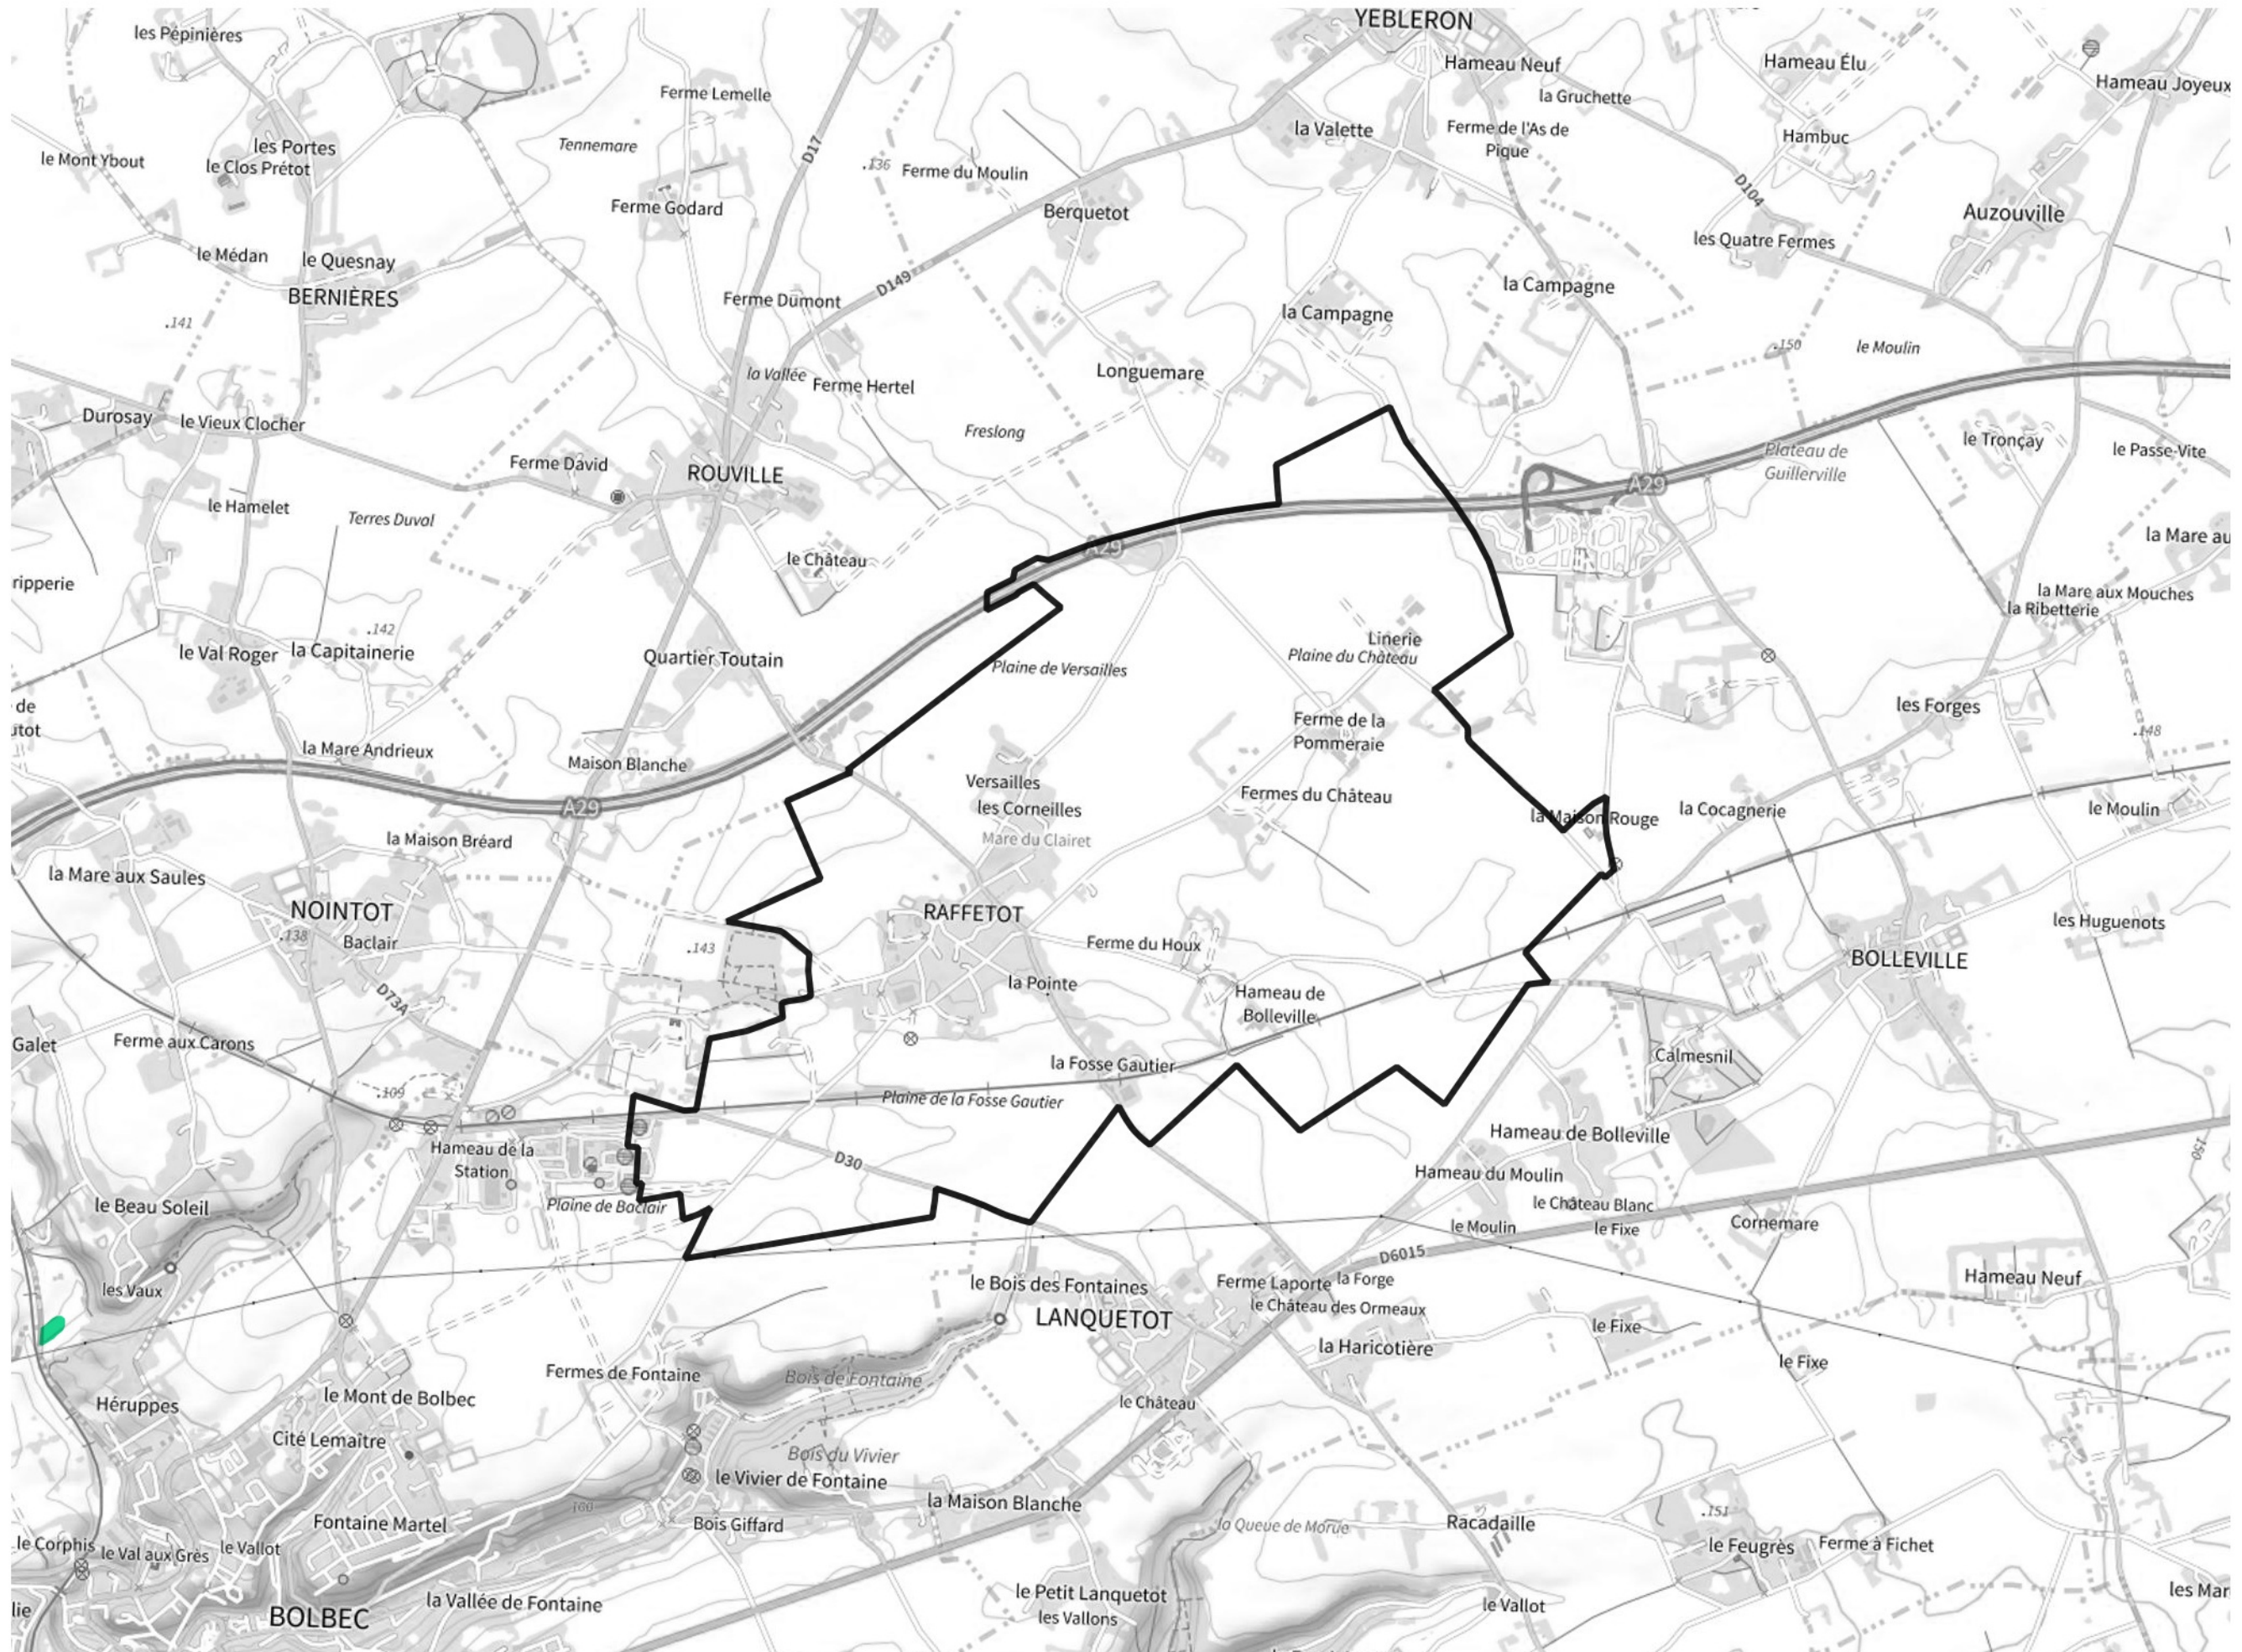 YEBLERON
les Pépinières
Hameau Neuf
Hameau Élu
Hameau Joyeux
Ferme Lemelle
la Gruchette
la Valette
Ferme de l'As de
Pique
Hambuc
les Portes
Tennemare
D17
le Mont Ybout
le Clos Prétot
.136
Ferme du Moulin
D104
Ferme Godard
Berquetot
Auzouville
les Quatre Fermes
le Médan
le Quesnay
D149
la Campagne
BERNIÈRES
Ferme Dumont
la Campagne
.141
.150
le Moulin
la Vallée
Ferme Hertel
Longuemare
Durosay
le Vieux Clocher
Freslong
le Tronçay
le Passe-Vite
Plateau de
Guillerville
Ferme David
ROUVILLE
A29
le Hamelet
Terres Duval
la Mare au
A29
le Château
ripperie
la Mare aux Mouches
la Ribetterie
.142
Linerie
Plaine du Château
le Val Roger
la Capitainerie
Quartier Toutain
Plaine de Versailles
de
utot
les Forges
Ferme de la
Pommeraie
.148
la Mare Andrieux
Maison Blanche
Versailles
les Corneilles
Fermes du Château
A29
la Maison Rouge
la Cocagnerie
le Moulin
la Maison Bréard
Mare du Clairet
la Mare aux Saules
NOINTOT
RAFFETOT
les Huguenots
.138
Baclair
.143
Ferme du Houx
BOLLEVILLE
la Pointe
D73A
Hameau de
Bolleville
Galet
Ferme aux Carons
Calmesnil
la Fosse Gautier
.109
Plaine de la Fosse Gautier
Hameau de Bolleville
Hameau de la
Station
D30
Hameau du Moulin
150
le Beau Soleil
Plaine de Baclair
le Château Blanc
le Moulin
le Fixe
Cornemare
D6015
les Vaux
le Bois des Fontaines
Ferme Laporte
la Forge
Hameau Neuf
LANQUETOT
le Château des Ormeaux
le Fixe
la Haricotière
le Fixe
Fermes de Fontaine
Bois de Fontaine
le Mont de Bolbec
Héruppes
le Château
Cité Lemaître
Bois du Vivier
le Vivier de Fontaine
la Maison Blanche
100
.151
Fontaine Martel
Bois Giffard
la Queue de Morue
Racadaille
le Corphis
le Val aux Grès
le Vallot
le Feugrès
Ferme à Fichet
la Vallée de Fontaine
le Petit Lanquetot
les Mar
lie
BOLBEC
les Vallons
le Vallot